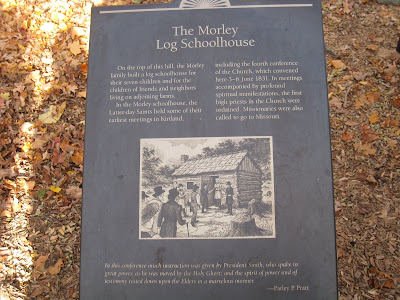 The Morley
Log Schoolhouse
On the top of this hill, the Morley
family built a log schoolhouse for
their seven children and for the
children of friends and neighbors
living on adjoining farms.
In the Morley schoolhouse, the
Latter-day Saints held some of their
earliest meetings in Kirtland,
including the fourth conference
of the Church, which convened
here 3–6 June 1831. In meetings
accompanied by profound
spiritual manifestations, the first
high priests in the Church were
ordained. Missionaries were also
called to go to Missouri.
In this conference much instruction was given by President Smith, who spake in
great power, as he was moved by the Holy Ghost; and the spirit of power and of
testimony rested down upon the Elders in a marvelous manner.
—Parley P. Pratt